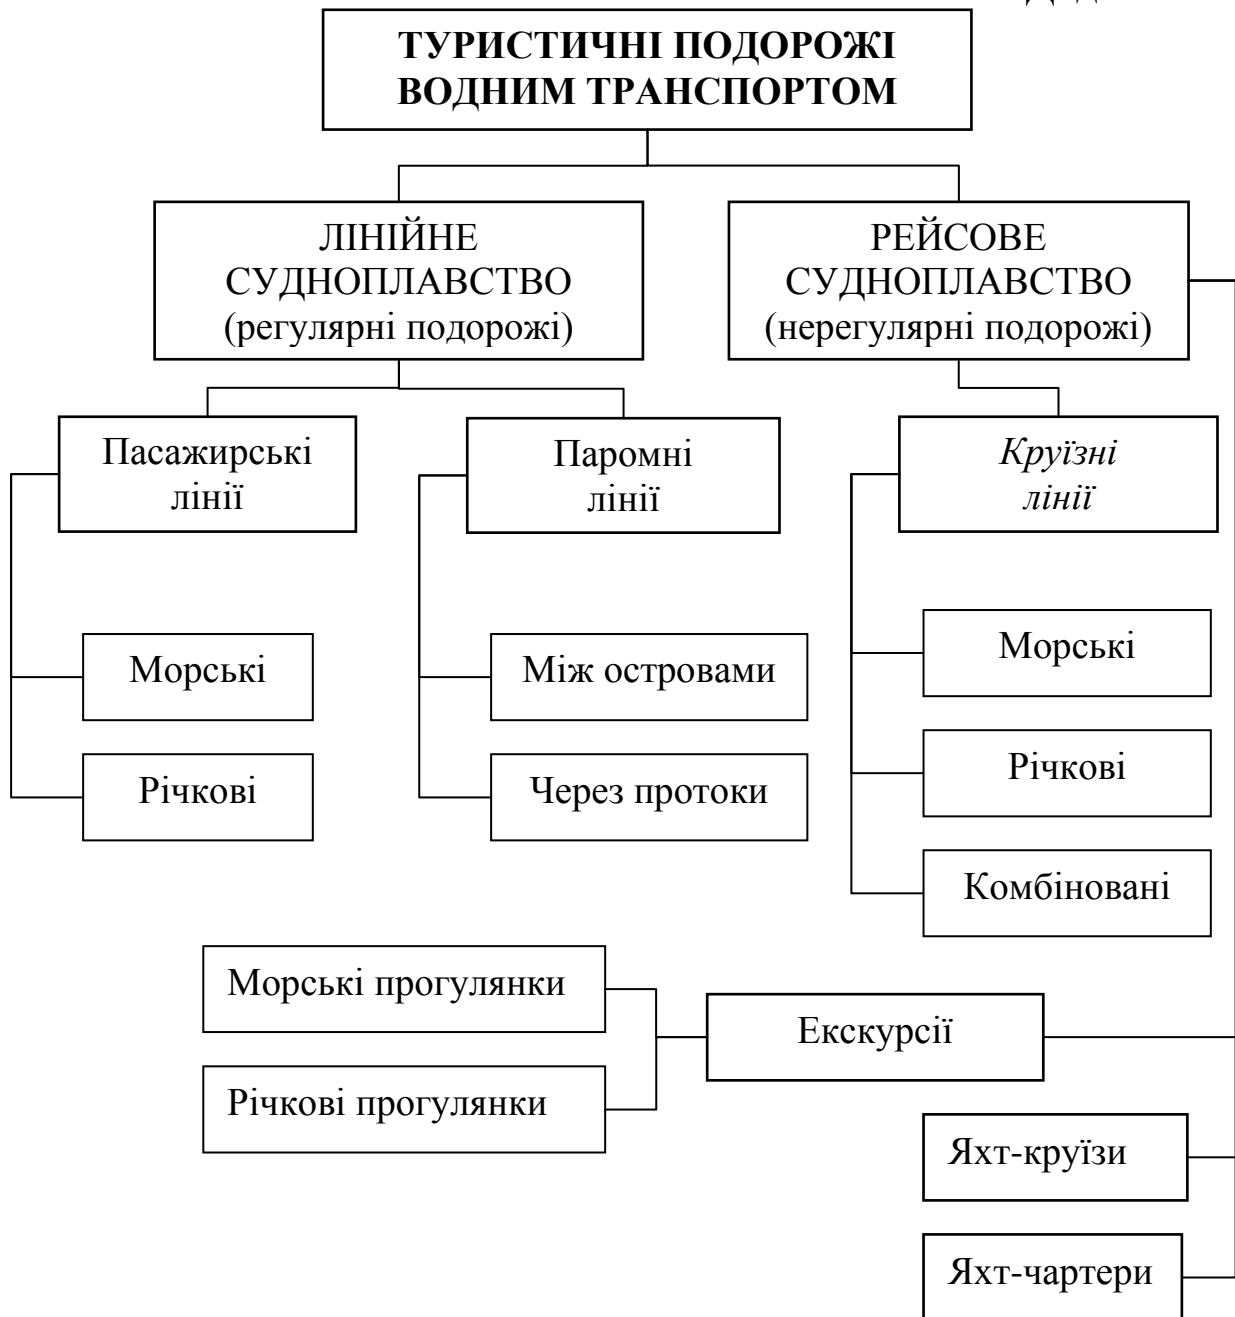 ТУРИСТИЧНІ ПОДОРОЖІ
ВОДНИМ ТРАНСПОРТОМ
ЛІНІЙНЕ
СУДНОПЛАВСТВО
(регулярні подорожі)
РЕЙСОВЕ
СУДНОПЛАВСТВО
(нерегулярні подорожі)
Пасажирські
лінії
Паромні
лінії
Круїзні
лінії
Морські
Річкові
Між островами
Через протоки
Морські
Річкові
Комбіновані
Морські прогулянки
Річкові прогулянки
Екскурсії
Яхт-круїзи
Яхт-чартери